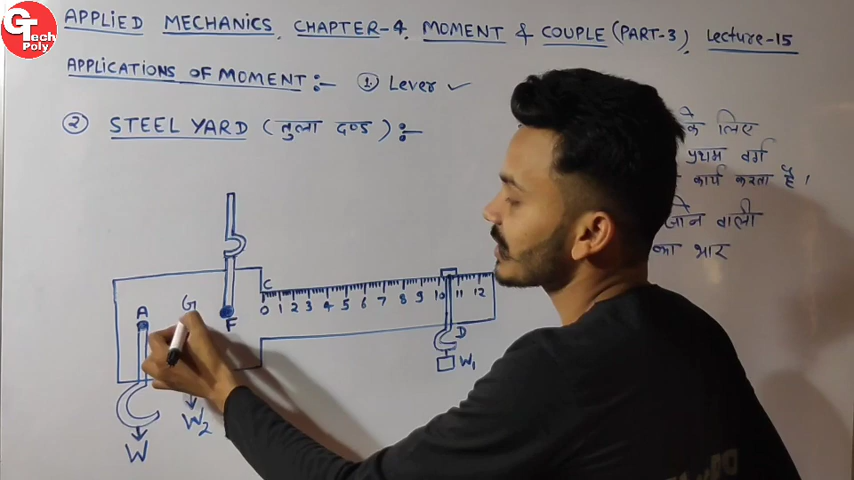 GTech Poly
APPLIED MECHANICS, CHAPTER-4, MOMENT & COUPLE (PART-3), Lecture-15
APPLICATIONS OF MOMENT :- ① Lever ✓
② STEEL YARD (तुला दण्ड) :-
के लिए
प्रथम वर्ग
कार्य करता है।
जाने वाली
का भार
C
0 1 2 3 4 5 6 7 8 9 10 11 12
G
A
F
D
W₁
W₂
W